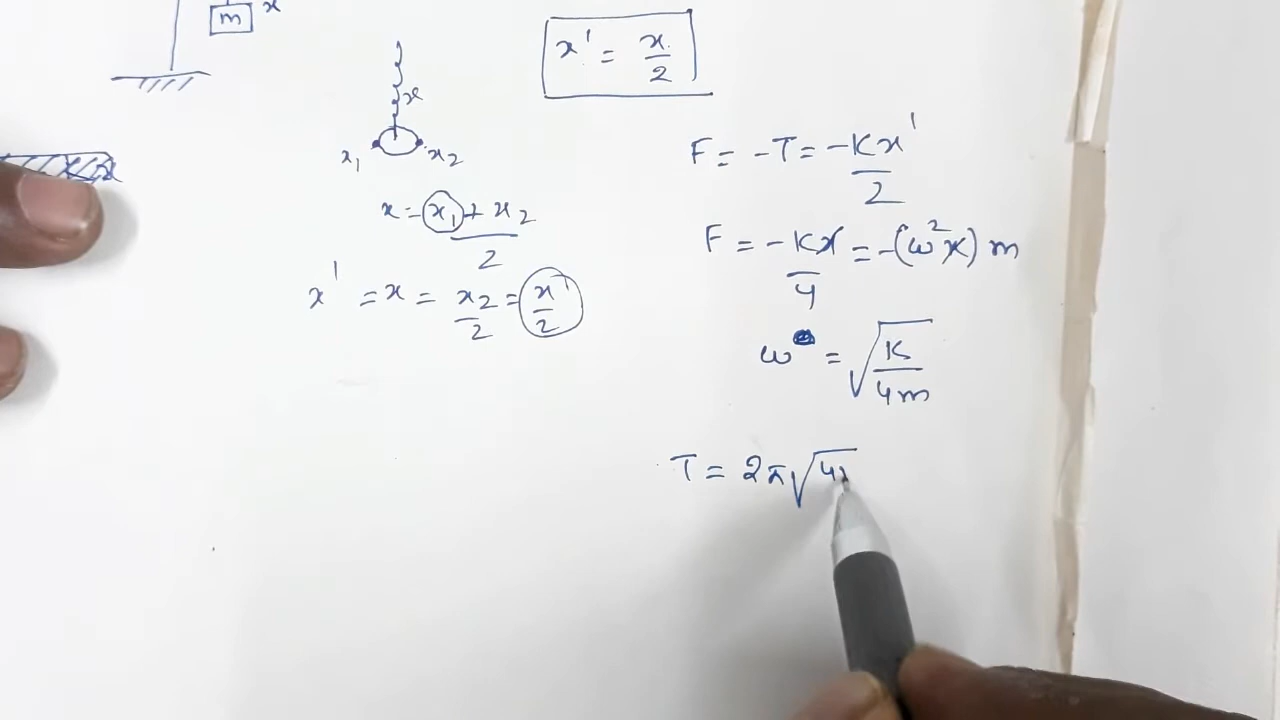 m x
x' = x/2
x
x₁ x₂
x = x₁ + x₂ / 2
x' = x = x₂/2 = x/2
F = -T = -Kx'/2
F = -Kx/4 = -(ω²x) m
ω = √K/4m
T = 2π√4